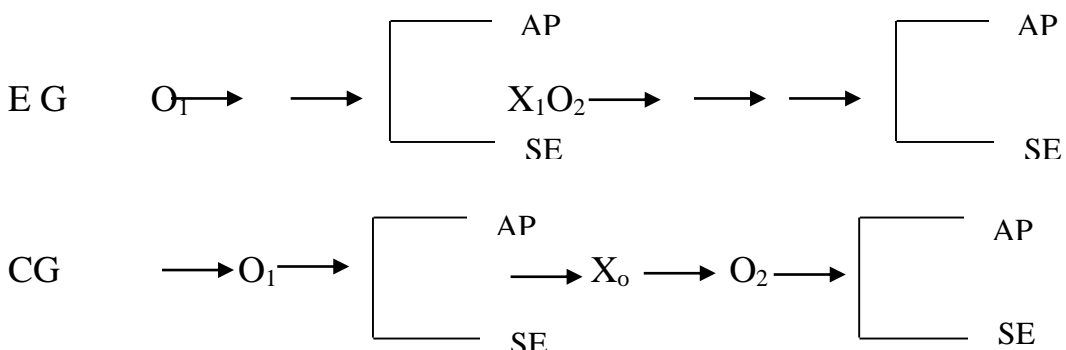 AP AP
E G O₁ X₁O₂
SE SE
AP AP
CG O₁ Xₒ O₂
SE SE